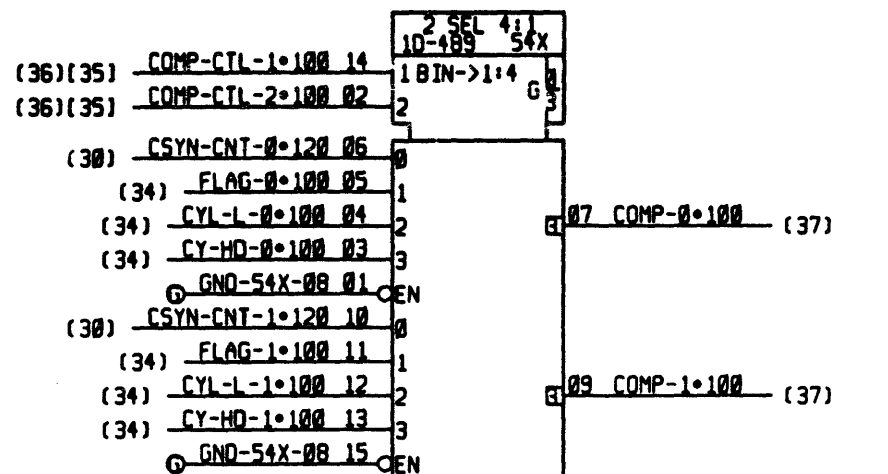 2 SEL 4:1
1D-489 54X
(36)[35] COMP-CTL-1•100 14 1 BIN->1:4
G
(36)[35] COMP-CTL-2•100 02 2
(30) CSYN-CNT-0•120 06 0
(34) FLAG-0•100 05 1
(34) CYL-L-0•100 04 2 07 COMP-0•100 (37)
(34) CY-HD-0•100 03 3
G GND-54X-08 01 EN
(30) CSYN-CNT-1•120 10 0
(34) FLAG-1•100 11 1
(34) CYL-L-1•100 12 2 09 COMP-1•100 (37)
(34) CY-HD-1•100 13 3
G GND-54X-08 15 EN